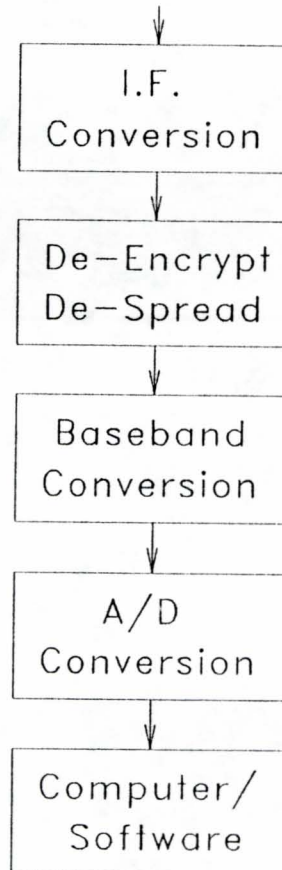 I.F.
Conversion
De-Encrypt
De-Spread
Baseband
Conversion
A/D
Conversion
Computer/
Software